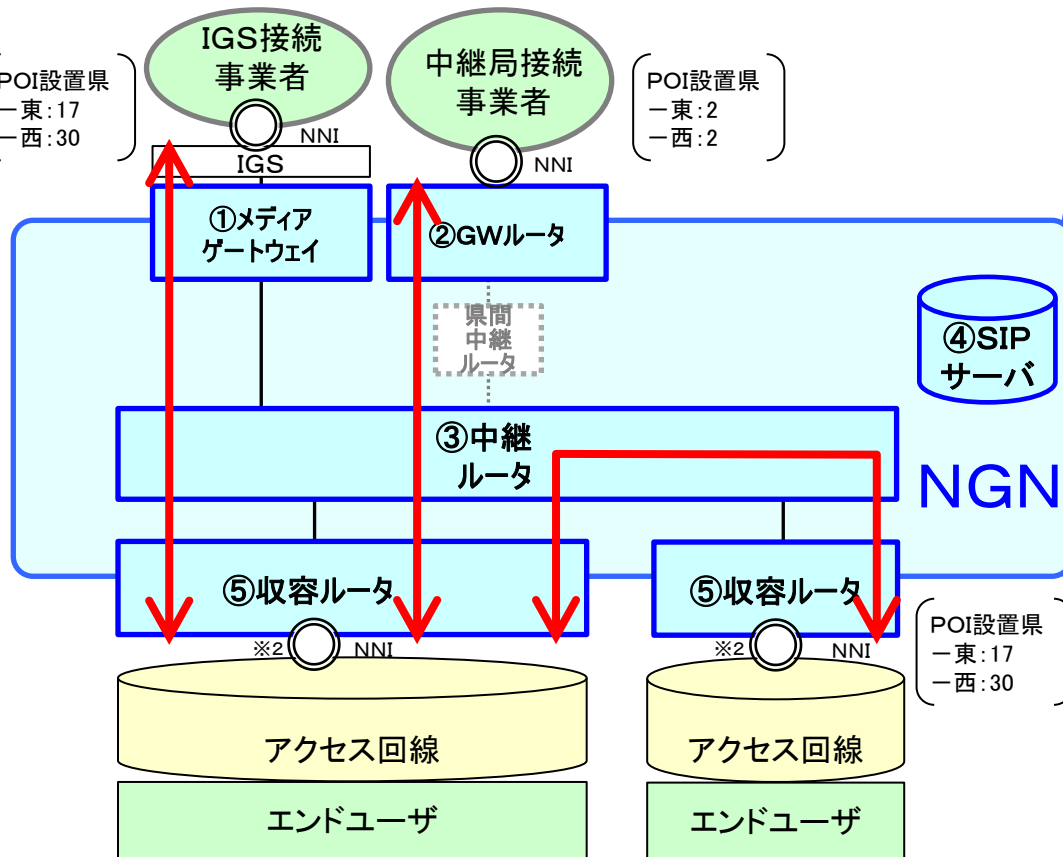 IGS接続
事業者
中継局接続
事業者
POI設置県
－東：17
－西：30
POI設置県
－東：2
－西：2
NNI
NNI
IGS
①メディア
ゲートウェイ
②GWルータ
県間
中継
ルータ
④SIP
サーバ
③中継
ルータ
NGN
⑤収容ルータ
⑤収容ルータ
※2
NNI
※2
NNI
POI設置県
－東：17
－西：30
アクセス回線
アクセス回線
エンドユーザ
エンドユーザ